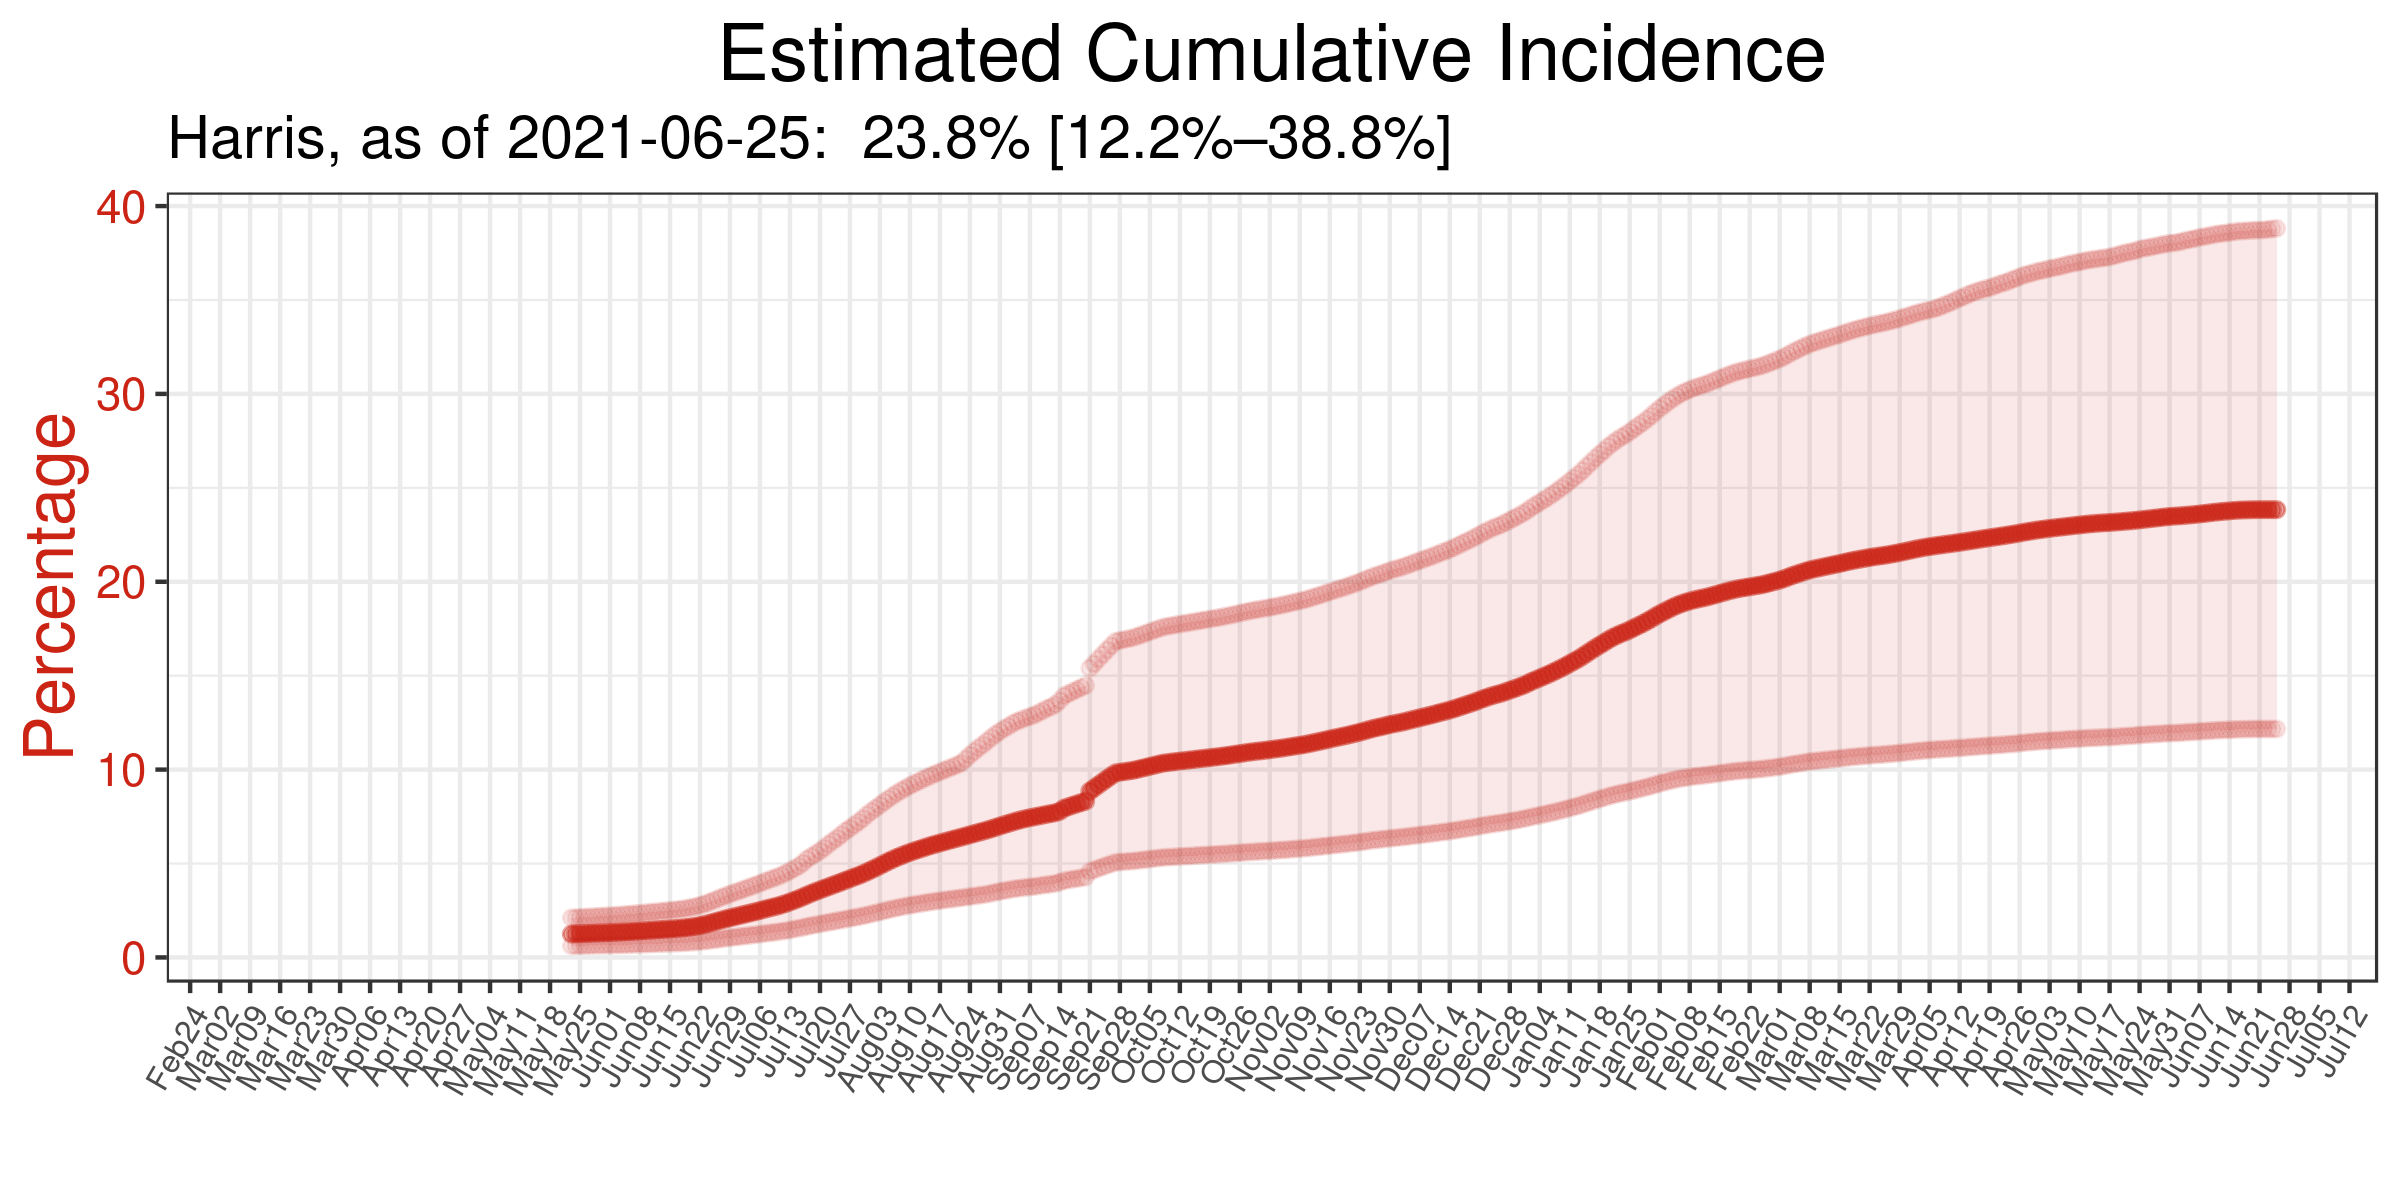 Estimated Cumulative Incidence
Harris, as of 2021-06-25:  23.8% [12.2%–38.8%]
Percentage
40
30
20
10
0
Feb24
Mar02
Mar09
Mar16
Mar23
Mar30
Apr06
Apr13
Apr20
Apr27
May04
May11
May18
May25
Jun01
Jun08
Jun15
Jun22
Jun29
Jul06
Jul13
Jul20
Jul27
Aug03
Aug10
Aug17
Aug24
Aug31
Sep07
Sep14
Sep21
Sep28
Oct05
Oct12
Oct19
Oct26
Nov02
Nov09
Nov16
Nov23
Nov30
Dec07
Dec14
Dec21
Dec28
Jan04
Jan11
Jan18
Jan25
Feb01
Feb08
Feb15
Feb22
Mar01
Mar08
Mar15
Mar22
Mar29
Apr05
Apr12
Apr19
Apr26
May03
May10
May17
May24
May31
Jun07
Jun14
Jun21
Jun28
Jul05
Jul12